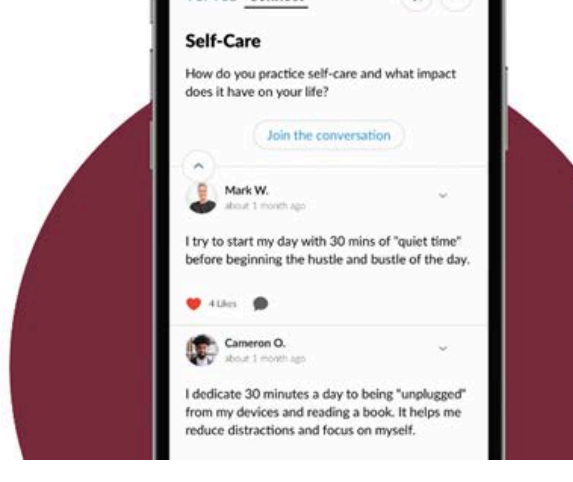 Self-Care
How do you practice self-care and what impact
does it have on your life?
Join the conversation
Mark W.
about 1 month ago
I try to start my day with 30 mins of "quiet time"
before beginning the hustle and bustle of the day.
4 Likes
Cameron O.
about 1 month ago
I dedicate 30 minutes a day to being "unplugged"
from my devices and reading a book. It helps me
reduce distractions and focus on myself.